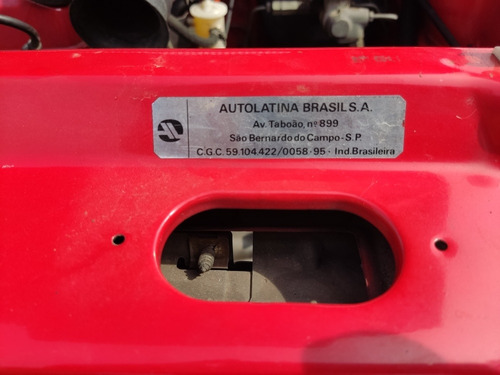 AUTOLATINA BRASIL S.A.
Av. Taboão, nº 899
São Bernardo do Campo - S.P.
C.G.C. 59.104.422/0058-95 - Ind. Brasileira